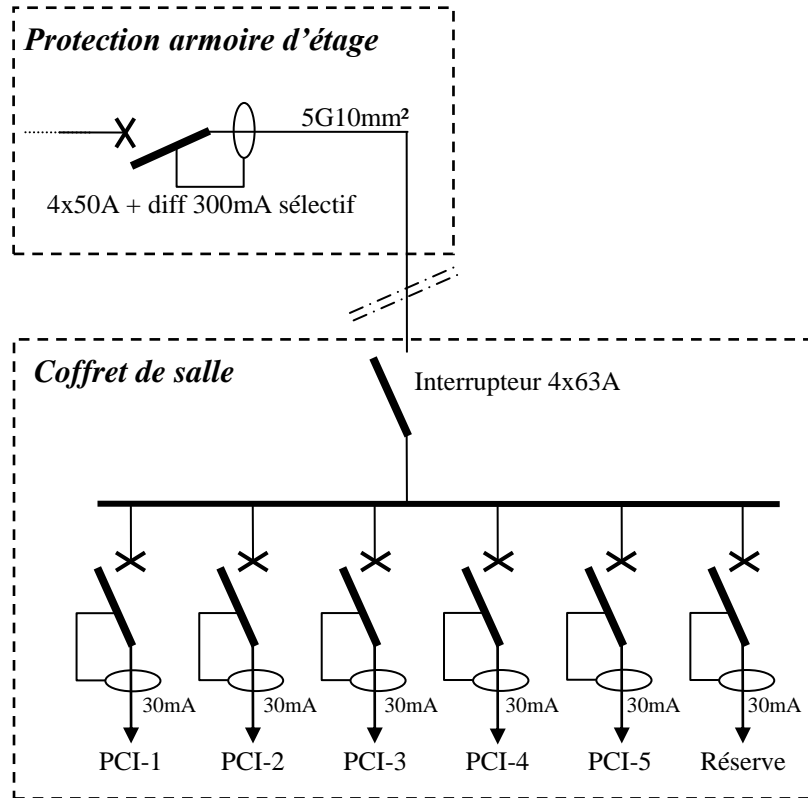 Protection armoire d'étage
5G10mm²
4x50A + diff 300mA sélectif
Coffret de salle
Interrupteur 4x63A
30mA 30mA 30mA 30mA 30mA 30mA
PCI-1 PCI-2 PCI-3 PCI-4 PCI-5 Réserve